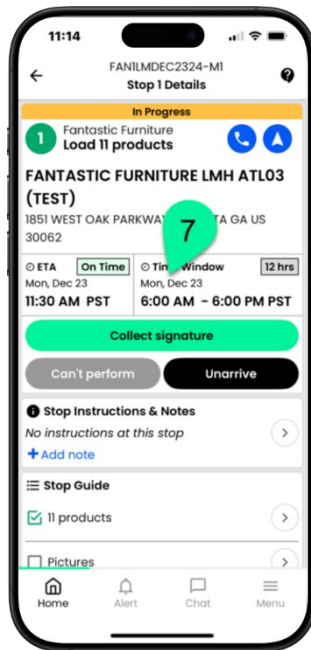 11:14
FAN1LMDEC2324-M1
Stop 1 Details
In Progress
1
Fantastic Furniture
Load 11 products
FANTASTIC FURNITURE LMH ATL03
(TEST)
1851 WEST OAK PARKWAY TA GA US
30062
7
ETA On Time
Mon, Dec 23
11:30 AM PST
Tim Window 12 hrs
Mon, Dec 23
6:00 AM - 6:00 PM PST
Collect signature
Can't perform Unarrive
Stop Instructions & Notes
No instructions at this stop
+ Add note
Stop Guide
11 products
Pictures
Home Alert Chat Menu